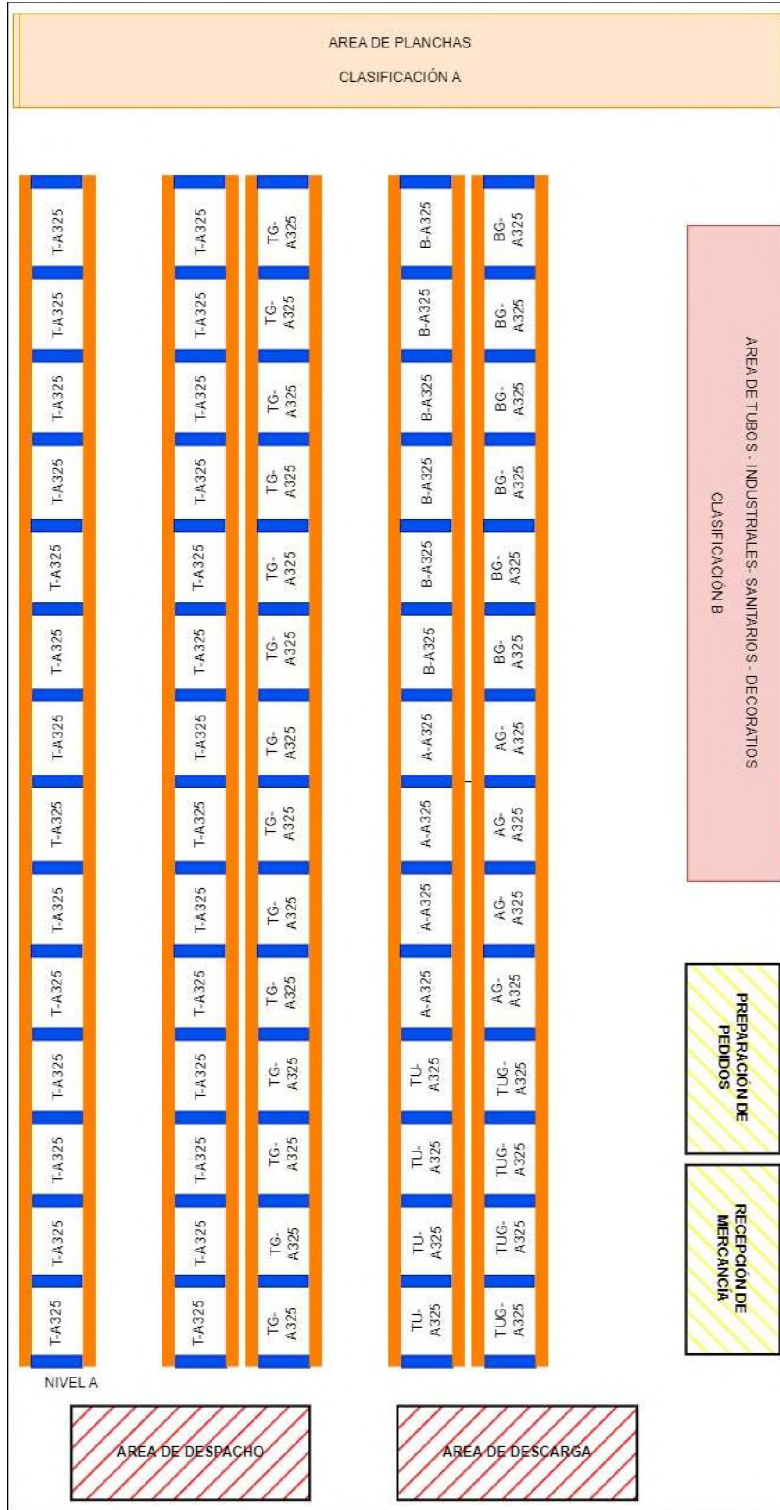 AREA DE PLANCHAS
CLASIFICACIÓN A
T-A325
T-A325
T-A325
T-A325
T-A325
T-A325
T-A325
T-A325
T-A325
T-A325
T-A325
T-A325
T-A325
T-A325
NIVEL A
T-A325
T-A325
T-A325
T-A325
T-A325
T-A325
T-A325
T-A325
T-A325
T-A325
T-A325
T-A325
T-A325
T-A325
TG-
A325
TG-
A325
TG-
A325
TG-
A325
TG-
A325
TG-
A325
TG-
A325
TG-
A325
TG-
A325
TG-
A325
TG-
A325
TG-
A325
TG-
A325
TG-
A325
B-A325
B-A325
B-A325
B-A325
B-A325
B-A325
A-A325
A-A325
A-A325
A-A325
TU-
A325
TU-
A325
TU-
A325
TU-
A325
BG-
A325
BG-
A325
BG-
A325
BG-
A325
BG-
A325
BG-
A325
AG-
A325
AG-
A325
AG-
A325
AG-
A325
TUG-
A325
TUG-
A325
TUG-
A325
TUG-
A325
AREA DE TUBOS - INDUSTRIALES- SANITARIOS - DECORATIOS
CLASIFICACIÓN B
PREPARACIÓN DE
PEDIDOS
RECEPCIÓN DE
MERCANCÍA
AREA DE DESPACHO
AREA DE DESCARGA